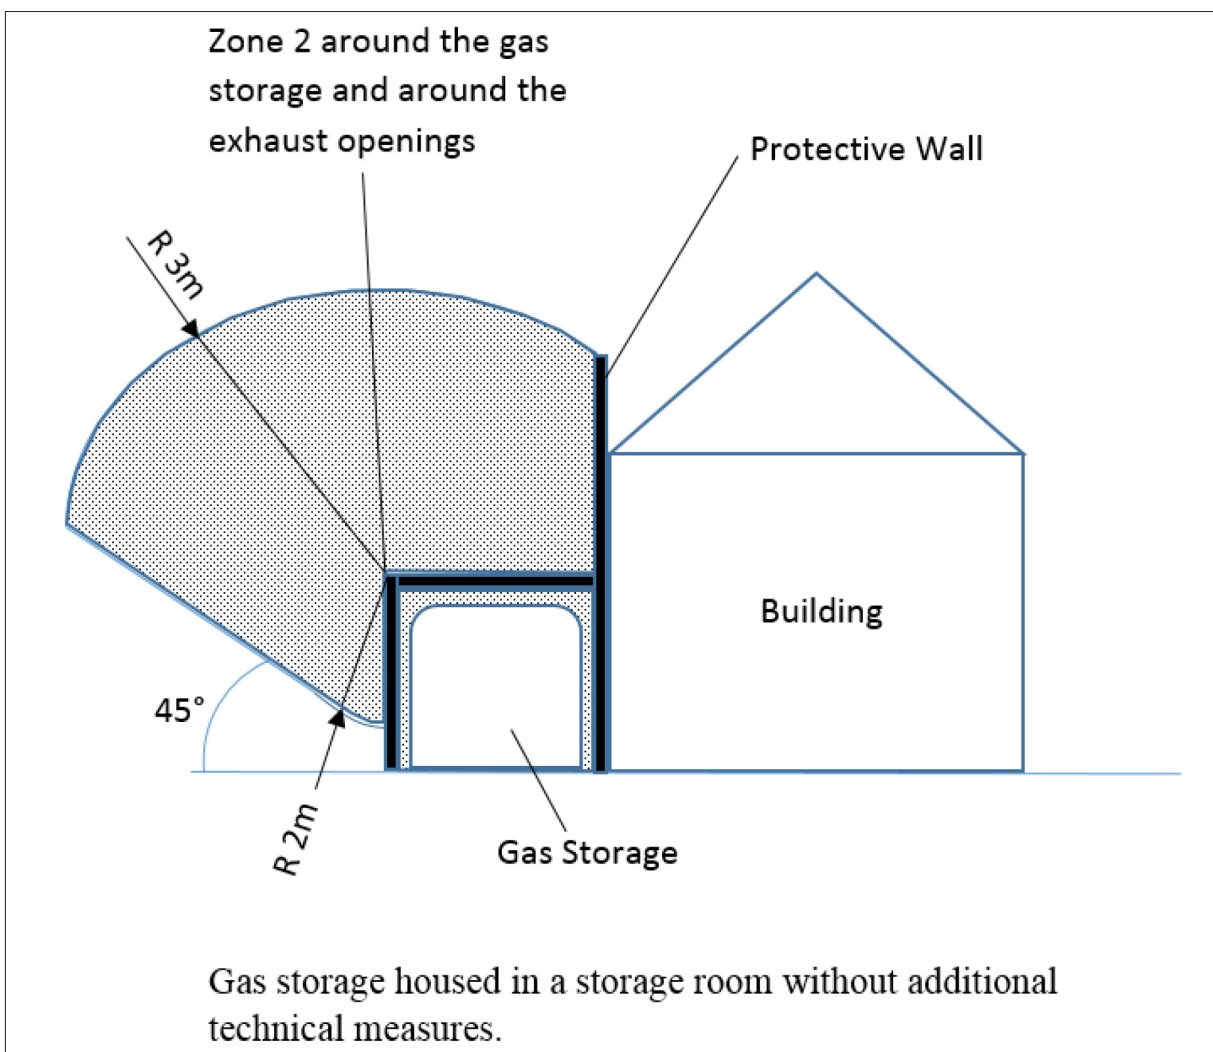 Zone 2 around the gas
storage and around the
exhaust openings
Protective Wall
R 3m
Building
45°
R 2m
Gas Storage
Gas storage housed in a storage room without additional
technical measures.